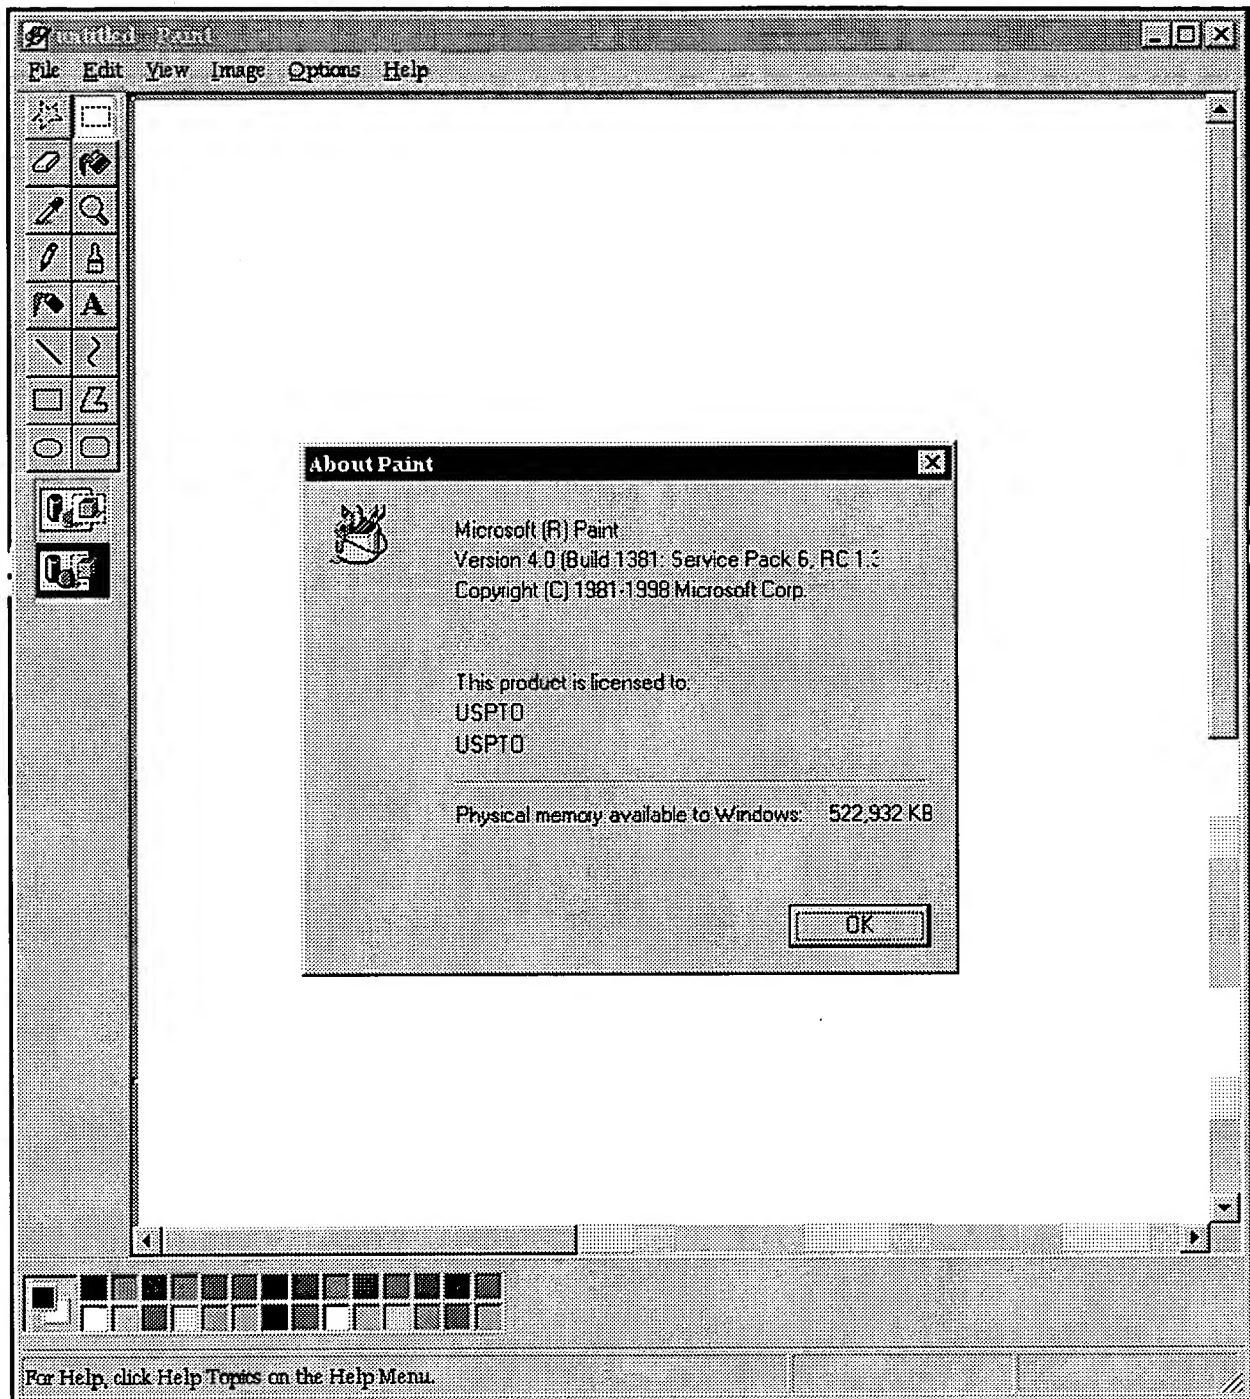 untitled - Paint
File Edit View Image Options Help
A
About Paint
Microsoft (R) Paint
Version 4.0 (Build 1381: Service Pack 6, RC 1.
Copyright (C) 1981-1998 Microsoft Corp.
This product is licensed to:
USPTO
USPTO
Physical memory available to Windows: 522,932 KB
OK
For Help, click Help Topics on the Help Menu.